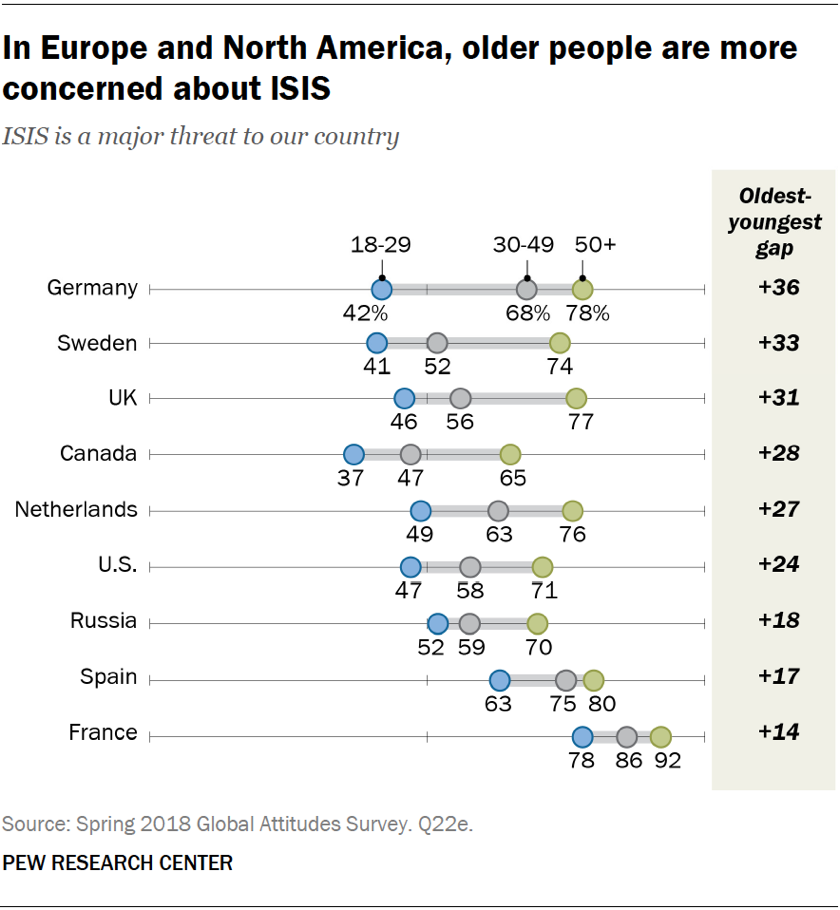 In Europe and North America, older people are more
concerned about ISIS
ISIS is a major threat to our country
Oldest-
youngest
gap
18-29 30-49 50+
Germany +36
42% 68% 78%
Sweden +33
41 52 74
UK +31
46 56 77
Canada +28
37 47 65
Netherlands +27
49 63 76
U.S. +24
47 58 71
Russia +18
52 59 70
Spain +17
63 75 80
France +14
78 86 92
Source: Spring 2018 Global Attitudes Survey. Q22e.
PEW RESEARCH CENTER